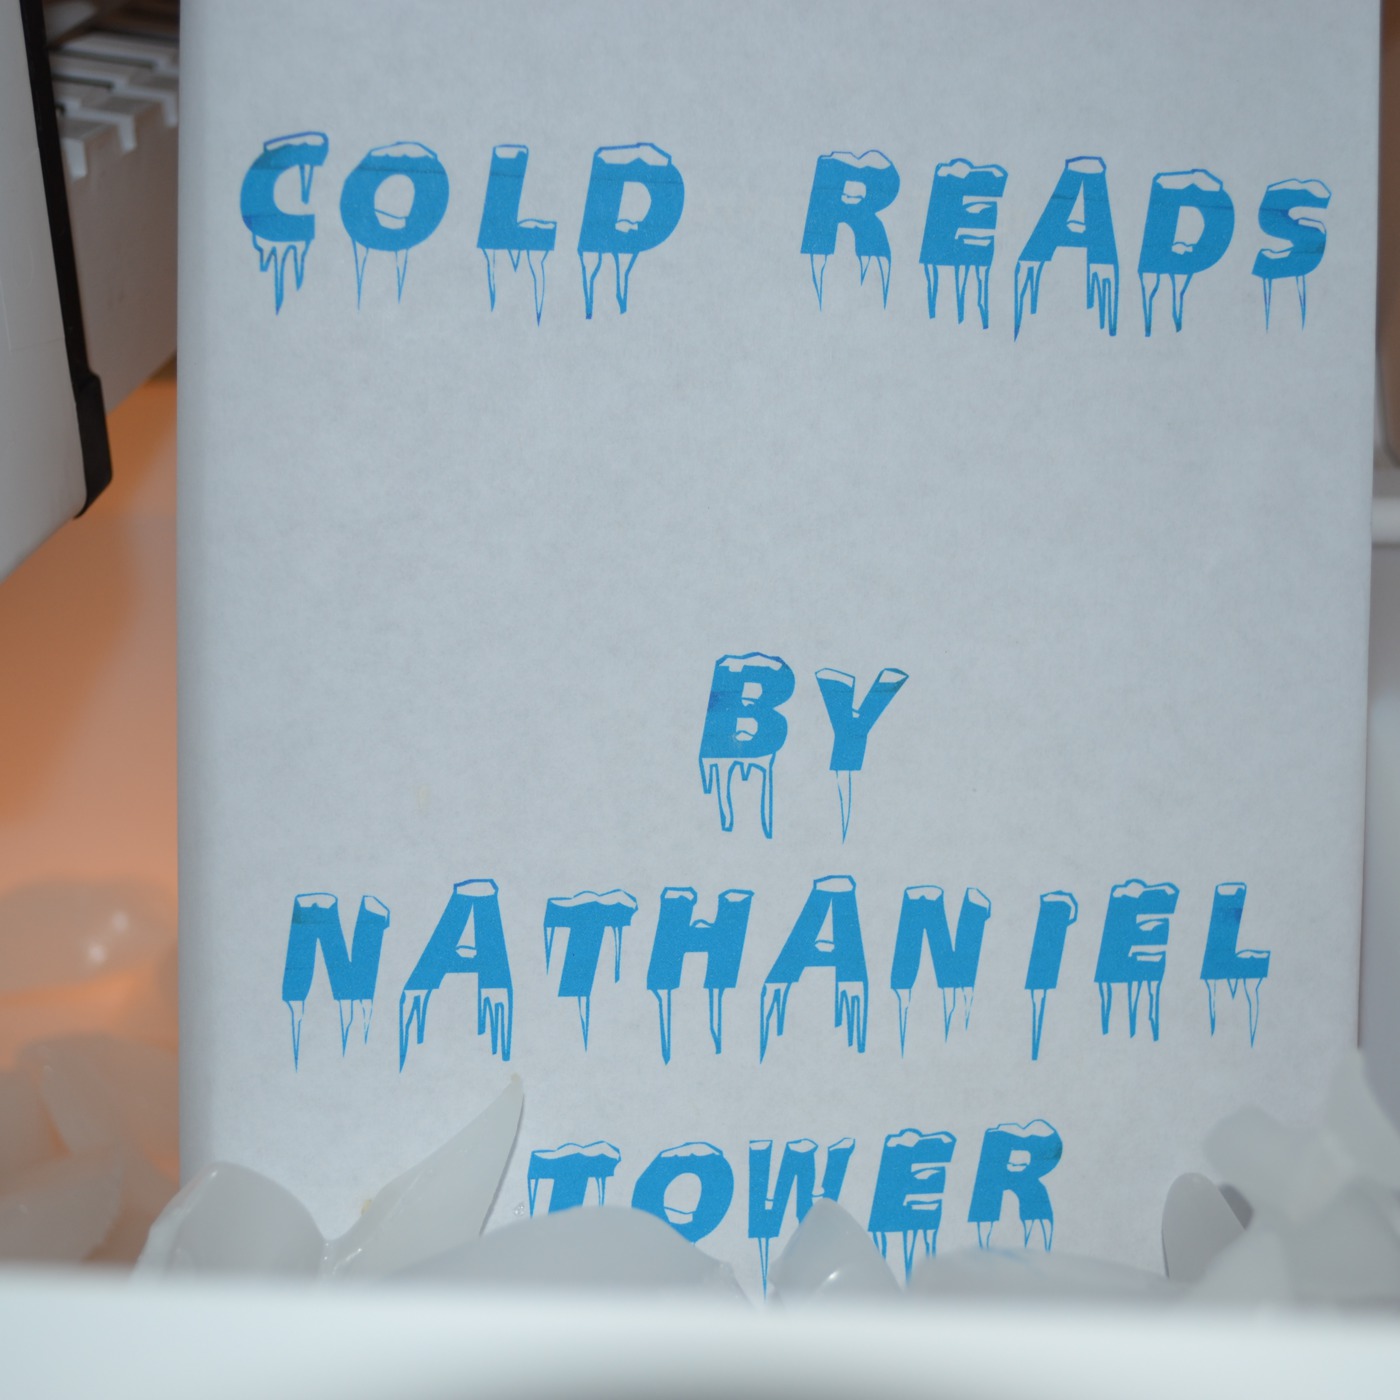 COLD READS
BY
NATHANIEL
TOWER